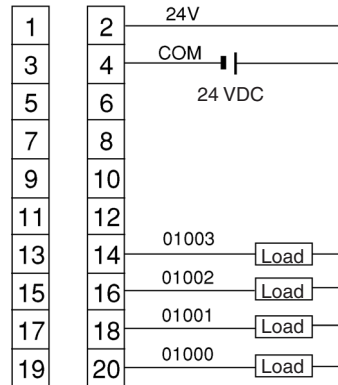 1 2 24V
3 4 COM
24 VDC
5 6
7 8
9 10
11 12
13 14 01003 Load
15 16 01002 Load
17 18 01001 Load
19 20 01000 Load